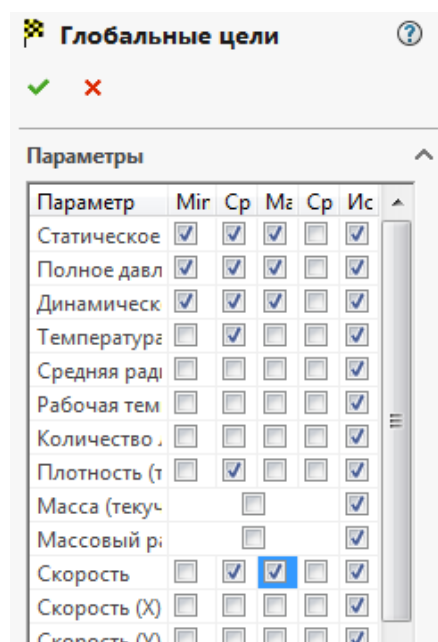 Глобальные цели
Параметры
Параметр Mir Ср Ма Ср Ис
Статическое
Полное давл
Динамическ
Температура
Средняя ради
Рабочая тем
Количество
Плотность (т
Масса (текуч
Массовый ра
Скорость
Скорость (X)
Скорость (Y)